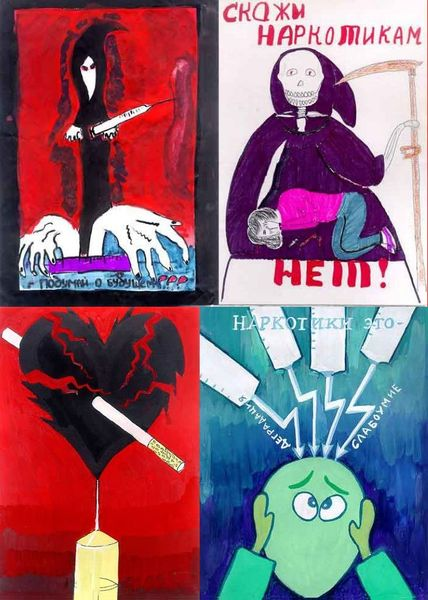 ПОДУМАЙ О БУДУЩЕМ!!!
СКАЖИ
НАРКОТИКАМ
НЕТ!
НАРКОТИКИ ЭТО-
ДЕГРАДАЦИЯ
СЛАБОУМИЕ